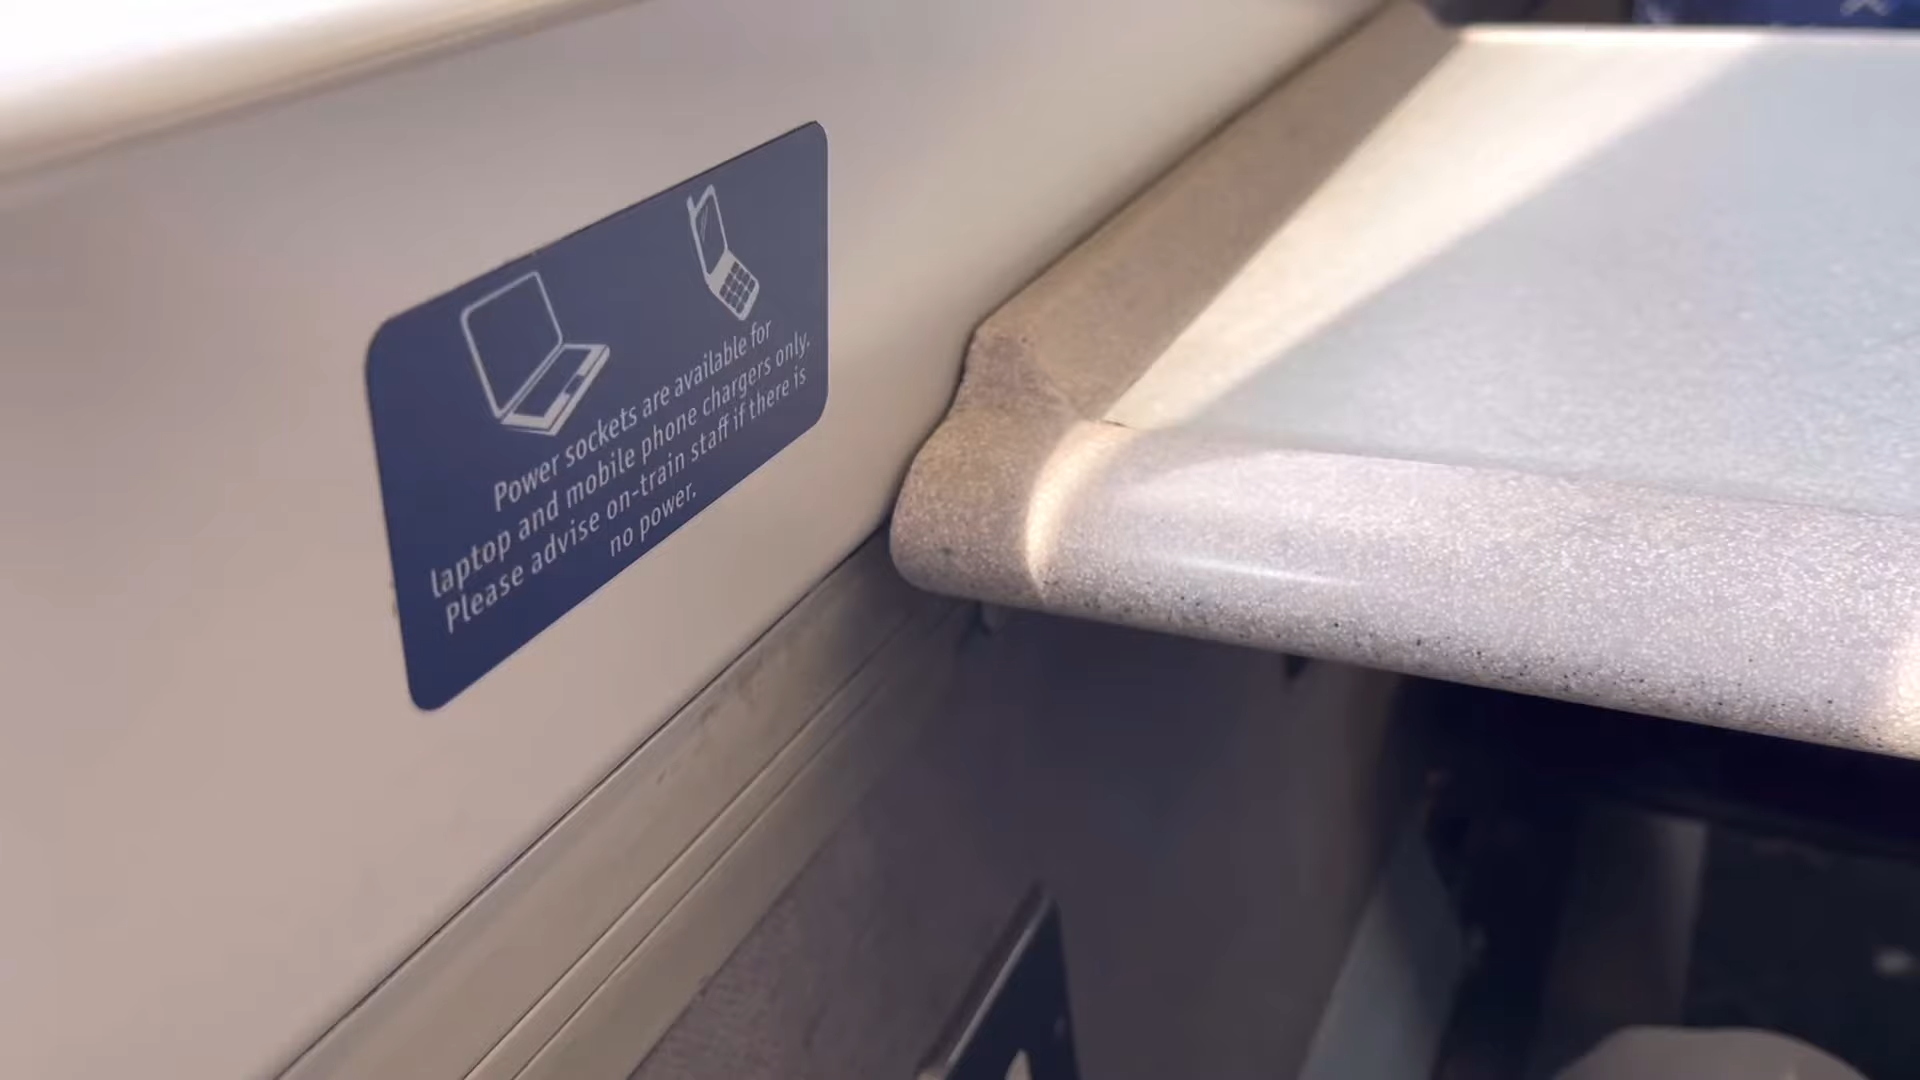 Power sockets are available for
laptop and mobile phone chargers only.
Please advise on-train staff if there is
no power.